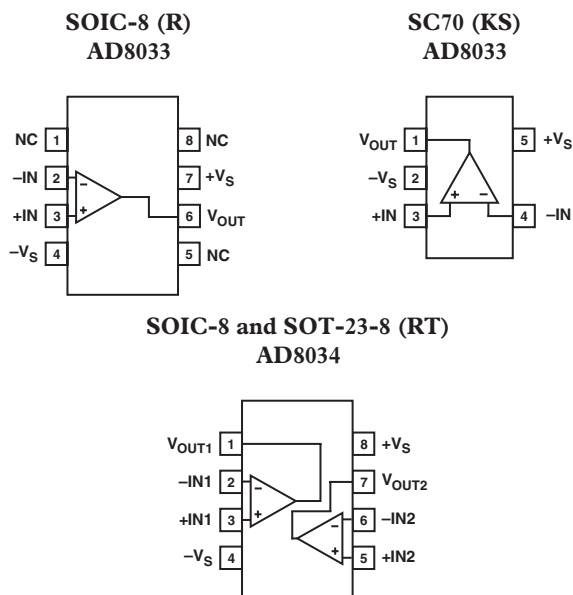 SOIC-8 (R)
AD8033
NC 1
8 NC
–IN 2
7 +VS
+IN 3
6 VOUT
–VS 4
5 NC
– +
SC70 (KS)
AD8033
VOUT 1
5 +VS
–VS 2
+IN 3
4 –IN
+ –
SOIC-8 and SOT-23-8 (RT)
AD8034
VOUT1 1
8 +VS
–IN1 2
7 VOUT2
+IN1 3
6 –IN2
–VS 4
5 +IN2
– +
– +